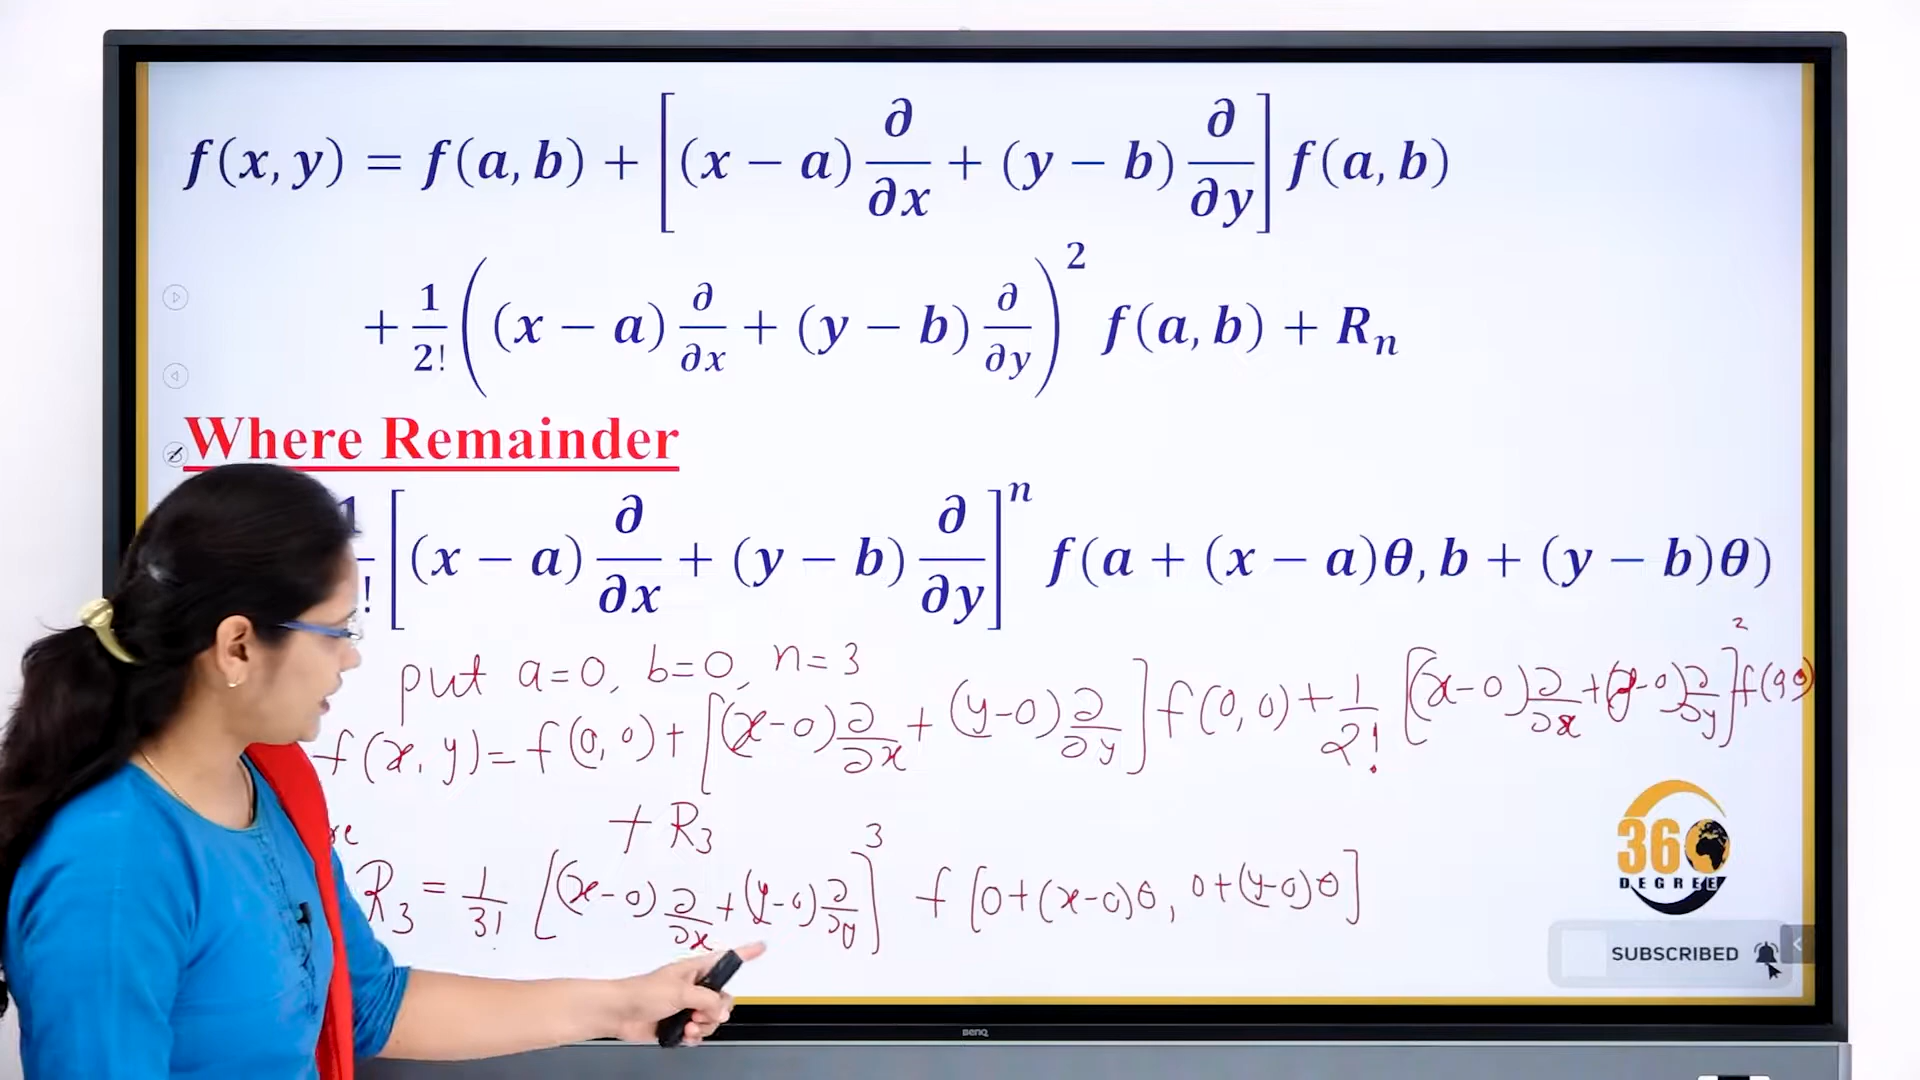 f(x, y) = f(a, b) + [(x − a) ∂/∂x + (y − b) ∂/∂y] f(a, b)
+ 1/2! ((x − a) ∂/∂x + (y − b) ∂/∂y)² f(a, b) + Rₙ
Where Remainder
! [(x − a) ∂/∂x + (y − b) ∂/∂y]ⁿ f(a + (x − a)θ, b + (y − b)θ)
put a=0, b=0, n=3
f(x, y) = f(0, 0) + [(x−0) ∂/∂x + (y−0) ∂/∂y] f(0, 0) + 1/2! [(x−0) ∂/∂x + (y−0) ∂/∂y]² f(0,0)
+ R₃
re
R₃ = 1/3! [(x−0) ∂/∂x + (y−0) ∂/∂y]³ f[0+(x−0)θ, 0+(y−0)θ]
360
DEGREE
SUBSCRIBED
BenQ